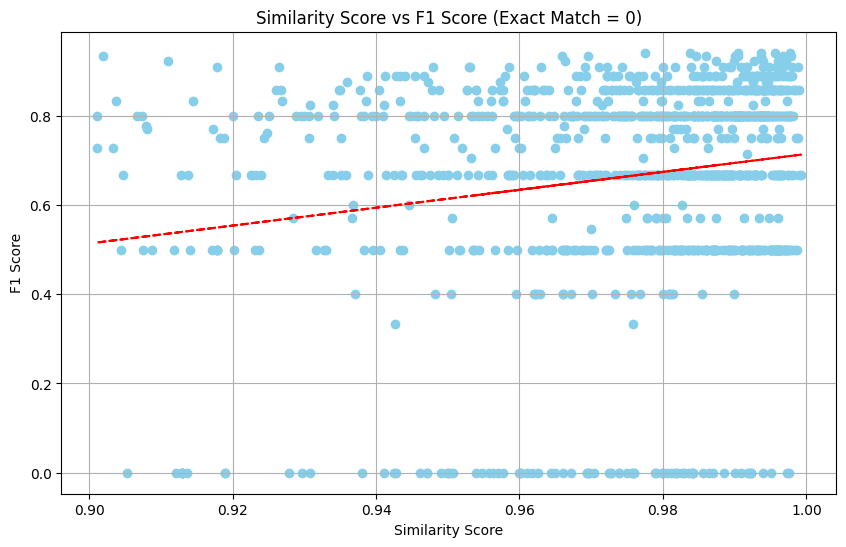 Similarity Score vs F1 Score (Exact Match = 0)
F1 Score
0.8
0.6
0.4
0.2
0.0
0.90 0.92 0.94 0.96 0.98 1.00
Similarity Score